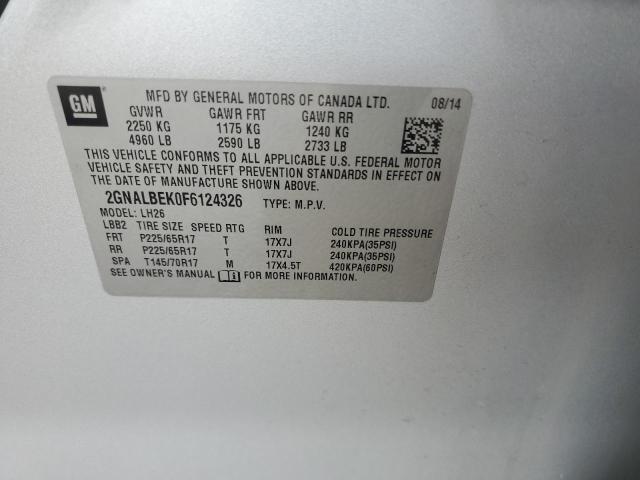 GM
MFD BY GENERAL MOTORS OF CANADA LTD. 08/14
GVWR GAWR FRT GAWR RR
2250 KG 1175 KG 1240 KG
4960 LB 2590 LB 2733 LB
THIS VEHICLE CONFORMS TO ALL APPLICABLE U.S. FEDERAL MOTOR
VEHICLE SAFETY AND THEFT PREVENTION STANDARDS IN EFFECT ON
THE DATE OF MANUFACTURE SHOWN ABOVE.
2GNALBEK0F6124326 TYPE: M.P.V.
MODEL: LH26
LBB2 TIRE SIZE SPEED RTG RIM COLD TIRE PRESSURE
FRT P225/65R17 T 17X7J 240KPA(35PSI)
RR P225/65R17 T 17X7J 240KPA(35PSI)
SPA T145/70R17 M 17X4.5T 420KPA(60PSI)
SEE OWNER'S MANUAL FOR MORE INFORMATION.